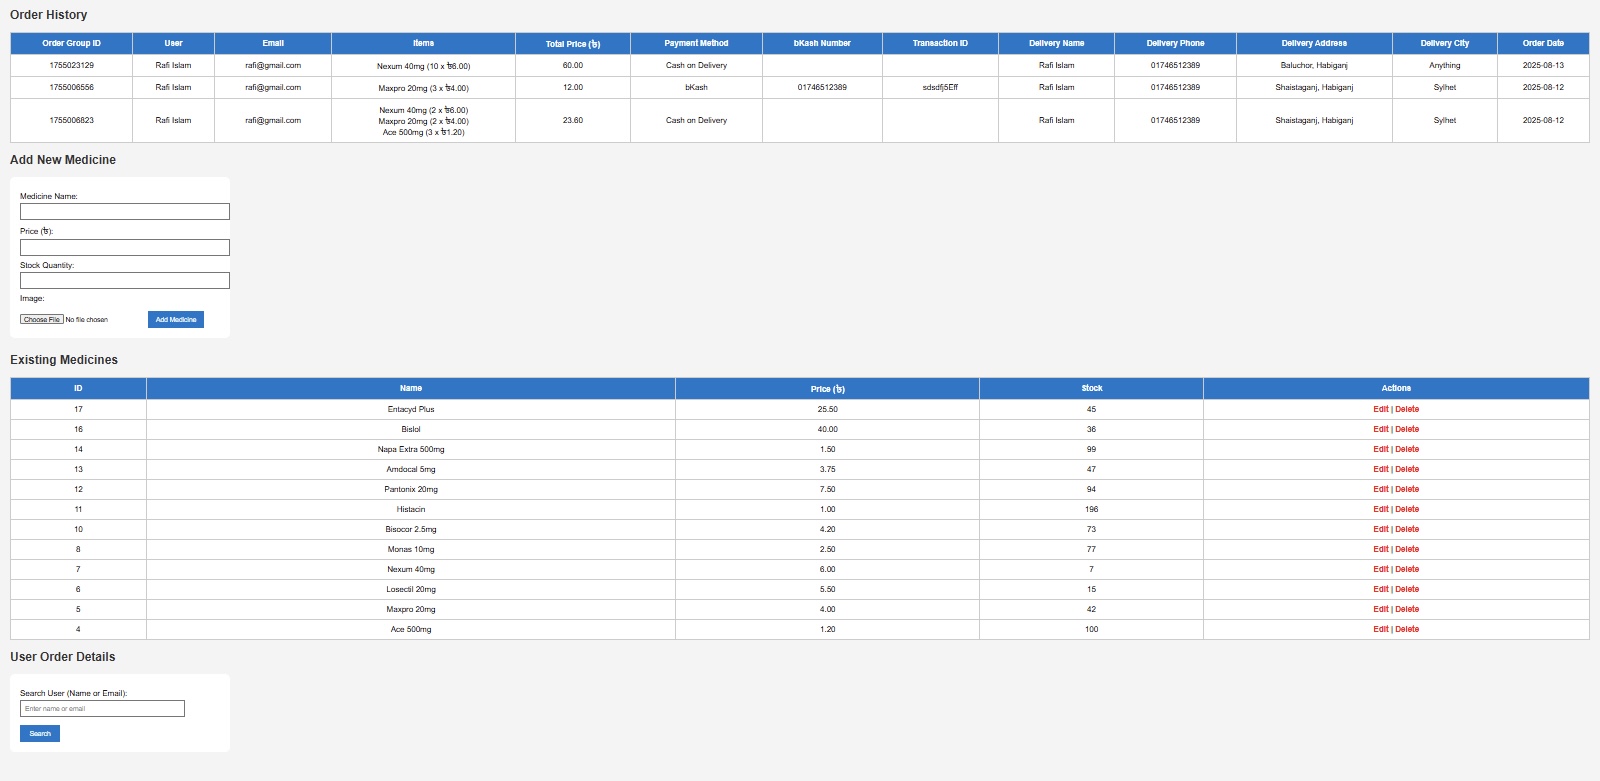 Order History
Order Group ID User Email Items Total Price (৳) Payment Method bKash Number Transaction ID Delivery Name Delivery Phone Delivery Address Delivery City Order Date
1755023129 Rafi Islam rafi@gmail.com Nexum 40mg (10 x ৳6.00) 60.00 Cash on Delivery Rafi Islam 01746512389 Baluchor, Habiganj Anything 2025-08-13
1755006556 Rafi Islam rafi@gmail.com Maxpro 20mg (3 x ৳4.00) 12.00 bKash 01746512389 sdsdfj5Eff Rafi Islam 01746512389 Shaistaganj, Habiganj Sylhet 2025-08-12
Nexum 40mg (2 x ৳6.00)
1755006823 Rafi Islam rafi@gmail.com Maxpro 20mg (2 x ৳4.00) 23.60 Cash on Delivery Rafi Islam 01746512389 Shaistaganj, Habiganj Sylhet 2025-08-12
Ace 500mg (3 x ৳1.20)
Add New Medicine
Medicine Name:
Price (৳):
Stock Quantity:
Image:
Choose File No file chosen Add Medicine
Existing Medicines
ID Name Price (৳) Stock Actions
17 Entacyd Plus 25.50 45 Edit | Delete
16 Bislol 40.00 36 Edit | Delete
14 Napa Extra 500mg 1.50 99 Edit | Delete
13 Amdocal 5mg 3.75 47 Edit | Delete
12 Pantonix 20mg 7.50 94 Edit | Delete
11 Histacin 1.00 196 Edit | Delete
10 Bisocor 2.5mg 4.20 73 Edit | Delete
8 Monas 10mg 2.50 77 Edit | Delete
7 Nexum 40mg 6.00 7 Edit | Delete
6 Losectil 20mg 5.50 15 Edit | Delete
5 Maxpro 20mg 4.00 42 Edit | Delete
4 Ace 500mg 1.20 100 Edit | Delete
User Order Details
Search User (Name or Email):
Enter name or email
Search